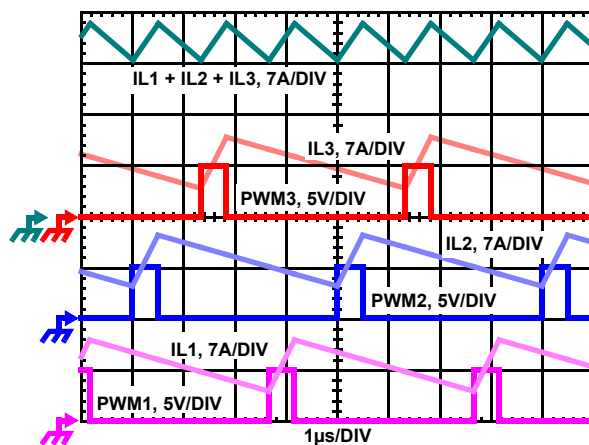 IL1 + IL2 + IL3, 7A/DIV
IL3, 7A/DIV
PWM3, 5V/DIV
IL2, 7A/DIV
PWM2, 5V/DIV
IL1, 7A/DIV
PWM1, 5V/DIV
1µs/DIV